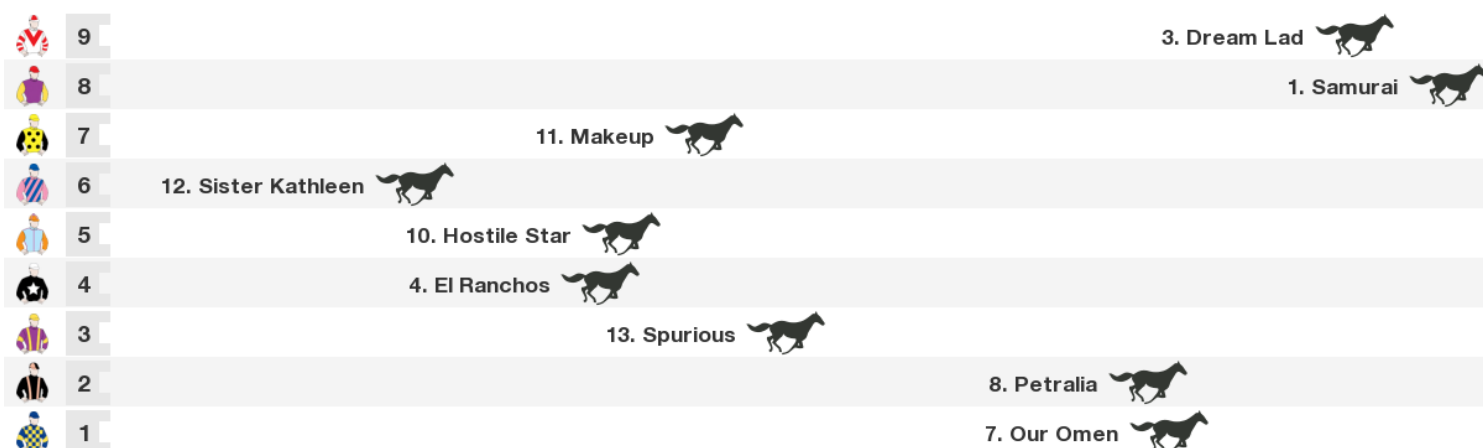 9 3. Dream Lad
8 1. Samurai
7 11. Makeup
6 12. Sister Kathleen
5 10. Hostile Star
4 4. El Ranchos
3 13. Spurious
2 8. Petralia
1 7. Our Omen